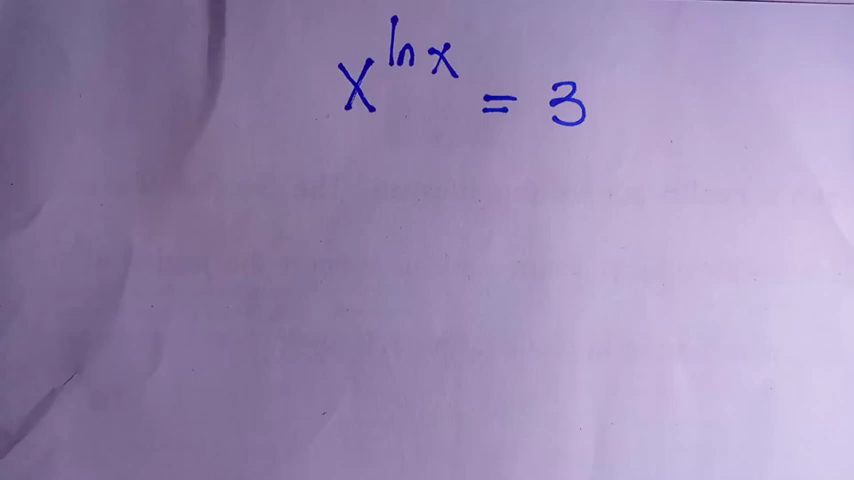 x^{ln x} = 3